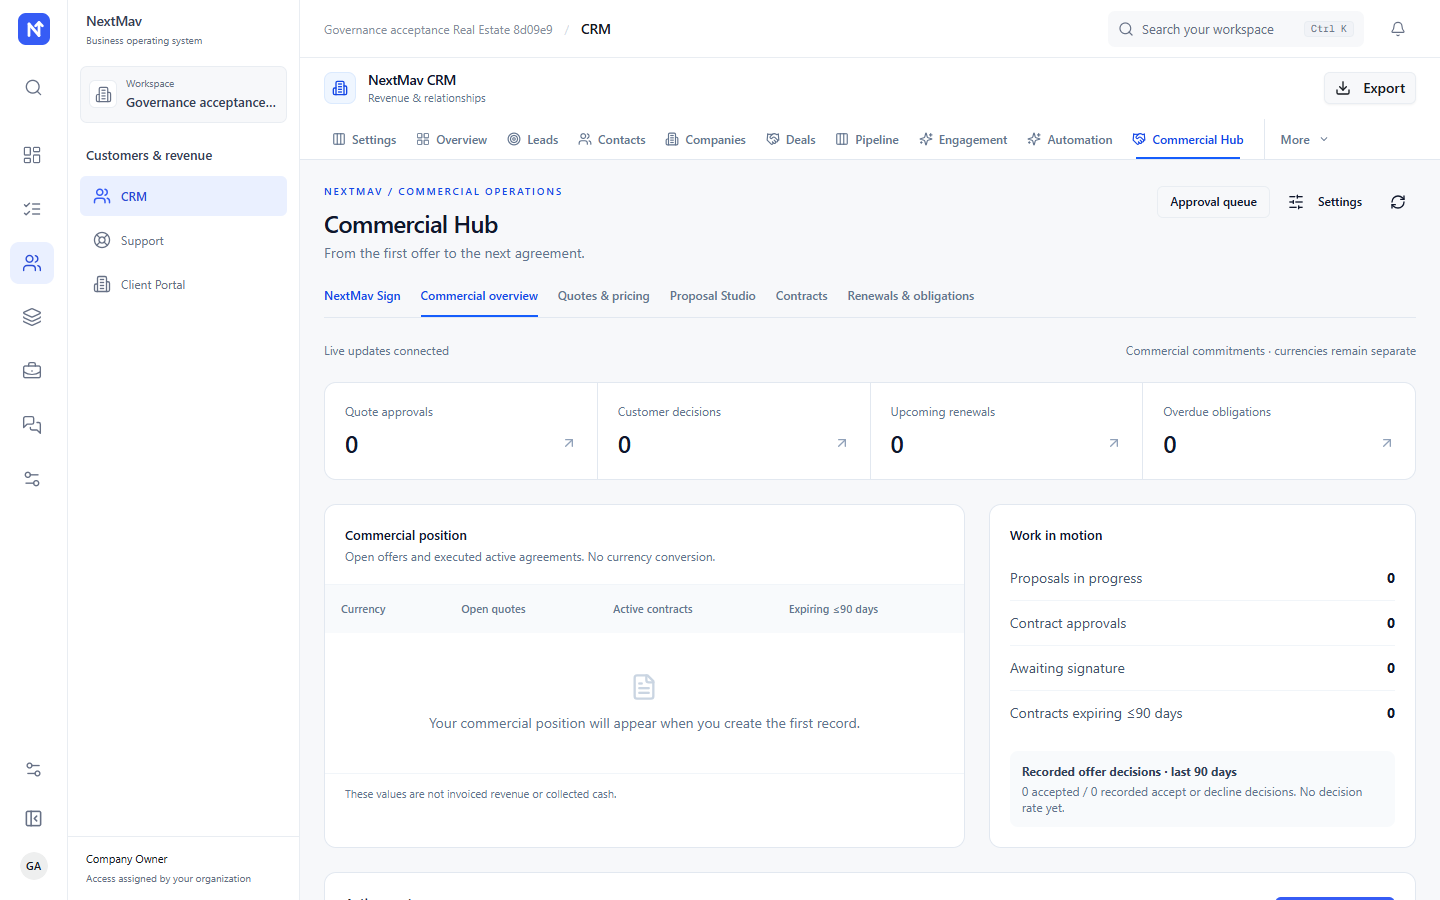 NextMav
Business operating system
Workspace
Governance acceptance...
Customers & revenue
CRM
Support
Client Portal
Company Owner
Access assigned by your organization
GA
Governance acceptance Real Estate 8d09e9 / CRM
Search your workspace
Ctrl K
NextMav CRM
Revenue & relationships
Export
Settings
Overview
Leads
Contacts
Companies
Deals
Pipeline
Engagement
Automation
Commercial Hub
More
NEXTMAV / COMMERCIAL OPERATIONS
Commercial Hub
From the first offer to the next agreement.
Approval queue
Settings
NextMav Sign
Commercial overview
Quotes & pricing
Proposal Studio
Contracts
Renewals & obligations
Live updates connected
Commercial commitments · currencies remain separate
Quote approvals
0
Customer decisions
0
Upcoming renewals
0
Overdue obligations
0
Commercial position
Open offers and executed active agreements. No currency conversion.
Currency
Open quotes
Active contracts
Expiring ≤90 days
Your commercial position will appear when you create the first record.
These values are not invoiced revenue or collected cash.
Work in motion
Proposals in progress 0
Contract approvals 0
Awaiting signature 0
Contracts expiring ≤90 days 0
Recorded offer decisions · last 90 days
0 accepted / 0 recorded accept or decline decisions. No decision
rate yet.